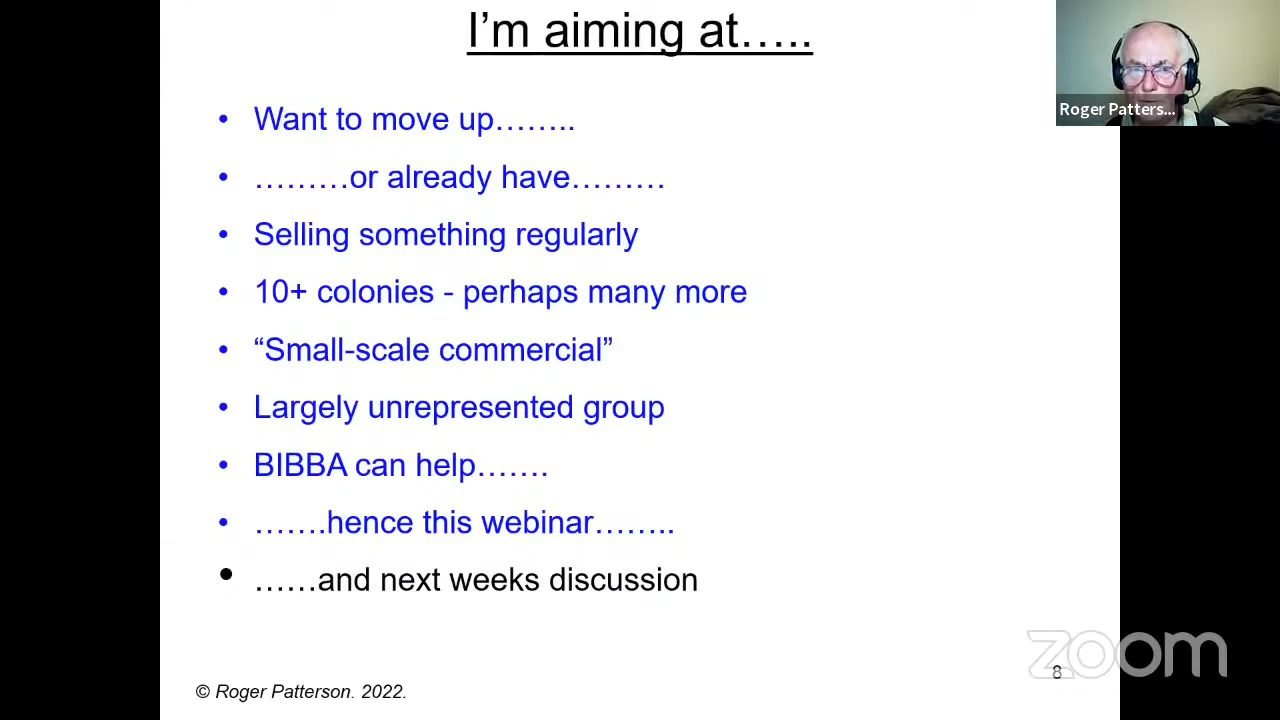 I’m aiming at…..
Roger Patters...
• Want to move up……..
• ………or already have………
• Selling something regularly
• 10+ colonies - perhaps many more
• “Small-scale commercial”
• Largely unrepresented group
• BIBBA can help…….
• …….hence this webinar……..
• ……and next weeks discussion
zoom
8
© Roger Patterson. 2022.